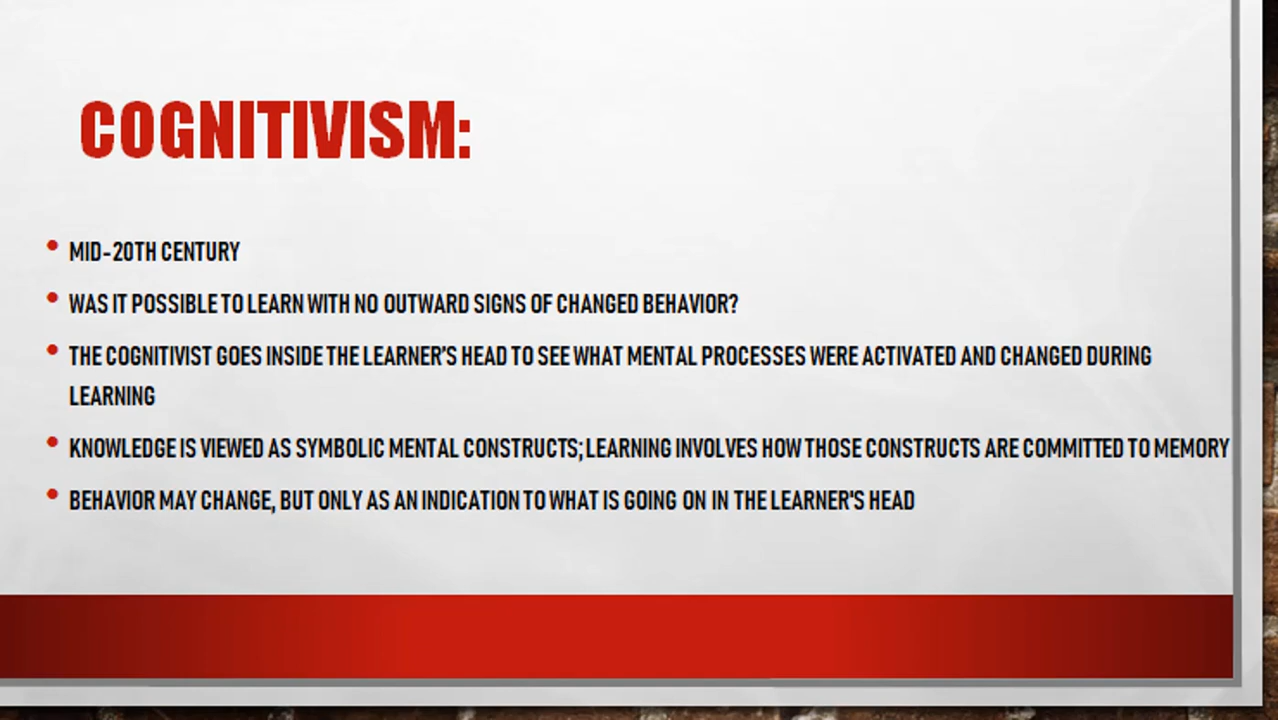 COGNITIVISM:
• MID-20TH CENTURY
• WAS IT POSSIBLE TO LEARN WITH NO OUTWARD SIGNS OF CHANGED BEHAVIOR?
• THE COGNITIVIST GOES INSIDE THE LEARNER'S HEAD TO SEE WHAT MENTAL PROCESSES WERE ACTIVATED AND CHANGED DURING
LEARNING
• KNOWLEDGE IS VIEWED AS SYMBOLIC MENTAL CONSTRUCTS; LEARNING INVOLVES HOW THOSE CONSTRUCTS ARE COMMITTED TO MEMORY
• BEHAVIOR MAY CHANGE, BUT ONLY AS AN INDICATION TO WHAT IS GOING ON IN THE LEARNER'S HEAD